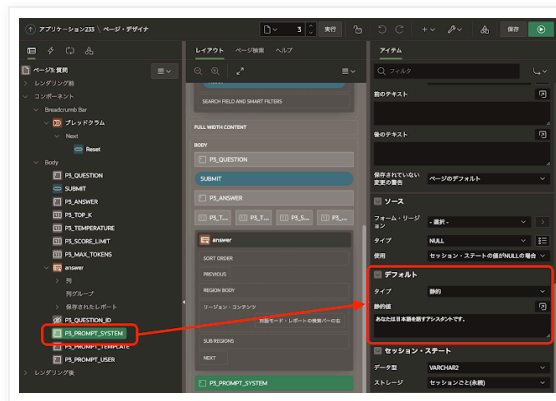 アプリケーション233 \ ページ・デザイナ
3
実行
保存
ページ3: 質問
レンダリング前
コンポーネント
Breadcrumb Bar
ブレッドクラム
Next
Reset
Body
P3_QUESTION
SUBMIT
P3_ANSWER
P3_TOP_K
P3_TEMPERATURE
P3_SCORE_LIMIT
P3_MAX_TOKENS
answer
列
列グループ
保存されたレポート
P3_QUESTION_ID
P3_PROMPT_SYSTEM
P3_PROMPT_TEMPLATE
P3_PROMPT_USER
レンダリング後
レイアウト ページ検索 ヘルプ
SEARCH FIELD AND SMART FILTERS
FULL WIDTH CONTENT
BODY
P3_QUESTION
SUBMIT
P3_ANSWER
P3_T... P3_T... P3_S... P3_...
answer
SORT ORDER
PREVIOUS
REGION BODY
リージョン・コンテンツ
SUB REGIONS
NEXT
P3_PROMPT_SYSTEM
アイテム
フィルタ
前のテキスト
後のテキスト
保存されていない変更の警告 ページのデフォルト
ソース
フォーム・リージョン - 選択 -
タイプ NULL
使用 セッション・ステートの値がNULLの場合
デフォルト
タイプ 静的
静的値
あなたは日本語を話すアシスタントです。
セッション・ステート
データ型 VARCHAR2
ストレージ セッションごと(永続)